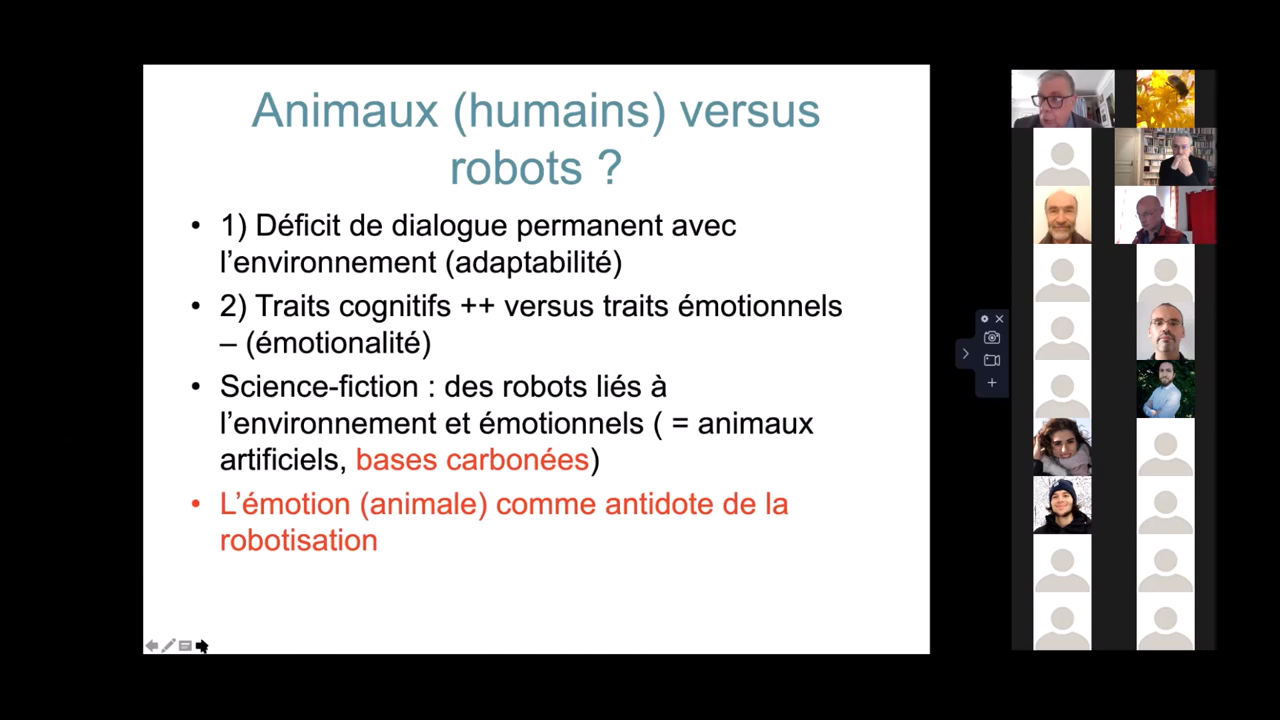 Animaux (humains) versus
robots ?
• 1) Déficit de dialogue permanent avec
l’environnement (adaptabilité)
• 2) Traits cognitifs ++ versus traits émotionnels
– (émotionalité)
• Science-fiction : des robots liés à
l’environnement et émotionnels ( = animaux
artificiels, bases carbonées)
• L’émotion (animale) comme antidote de la
robotisation